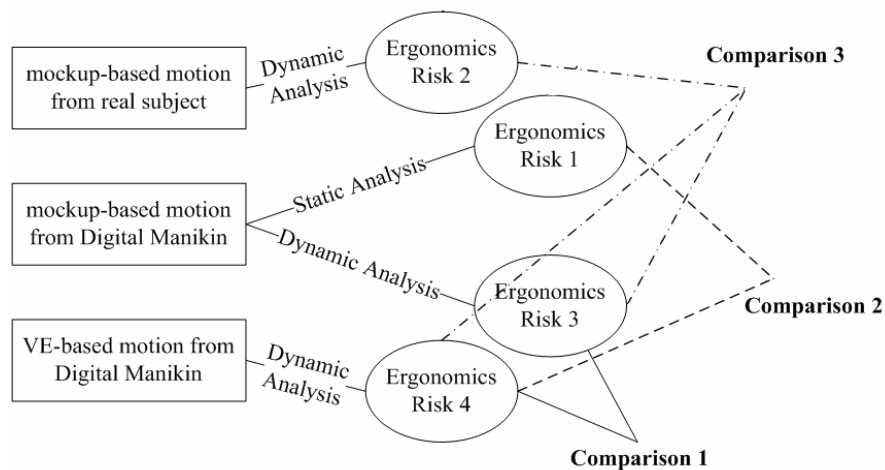 mockup-based motion
from real subject
Dynamic
Analysis
Ergonomics
Risk 2
Comparison 3
Ergonomics
Risk 1
Static Analysis
mockup-based motion
from Digital Manikin
Dynamic Analysis
Ergonomics
Risk 3
Comparison 2
VE-based motion from
Digital Manikin
Dynamic
Analysis
Ergonomics
Risk 4
Comparison 1